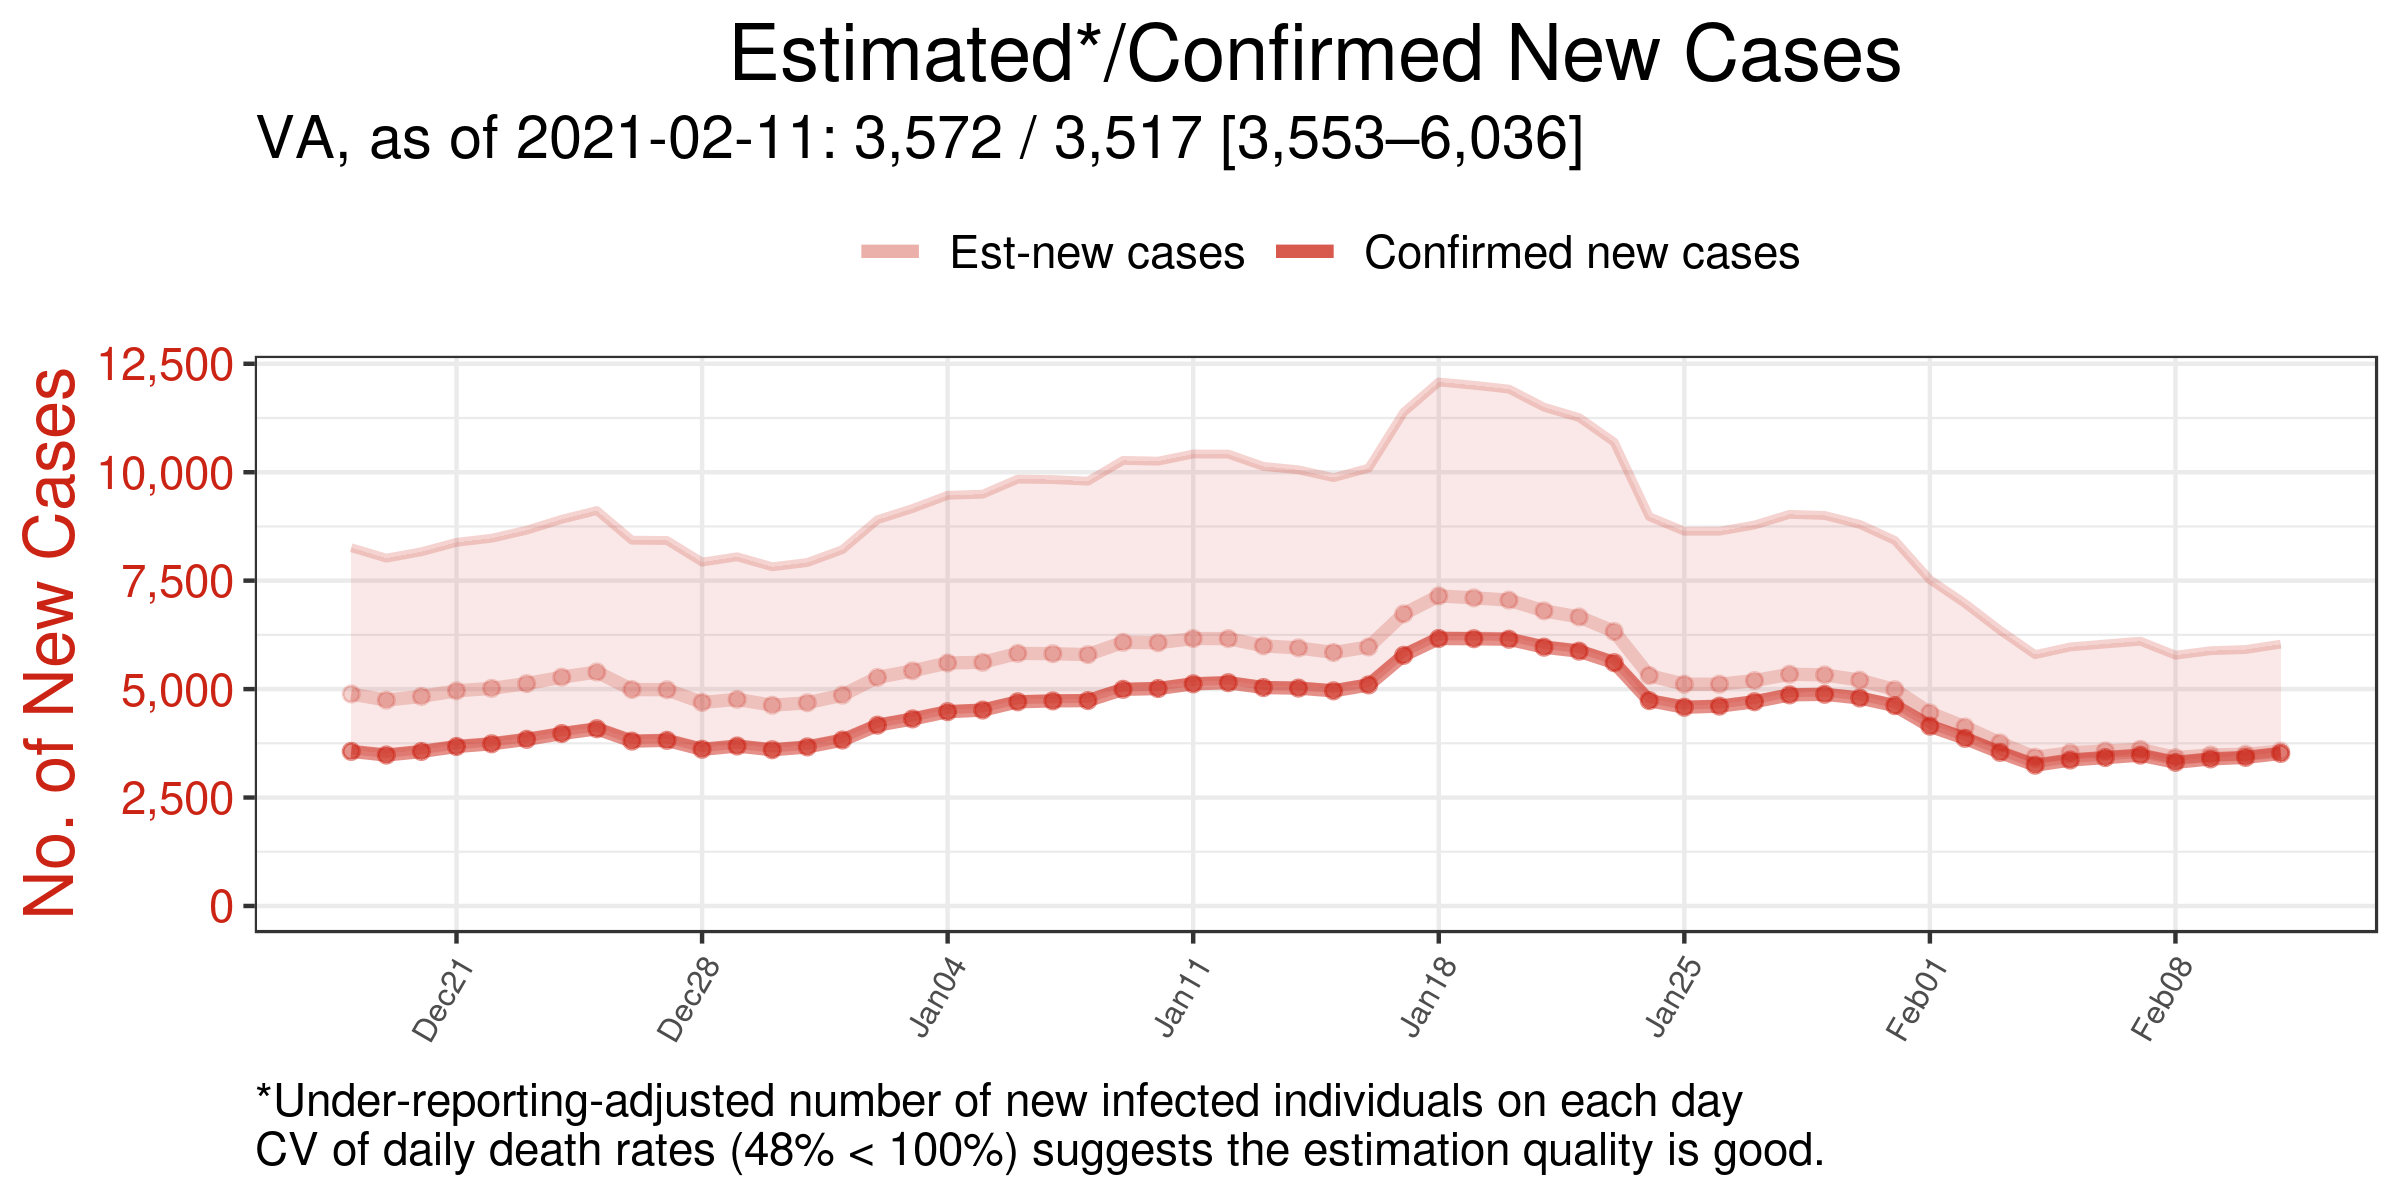 Estimated*/Confirmed New Cases
VA, as of 2021-02-11: 3,572 / 3,517 [3,553–6,036]
Est-new cases
Confirmed new cases
No. of New Cases
12,500
10,000
7,500
5,000
2,500
0
Dec21
Dec28
Jan04
Jan11
Jan18
Jan25
Feb01
Feb08
*Under-reporting-adjusted number of new infected individuals on each day
CV of daily death rates (48% < 100%) suggests the estimation quality is good.